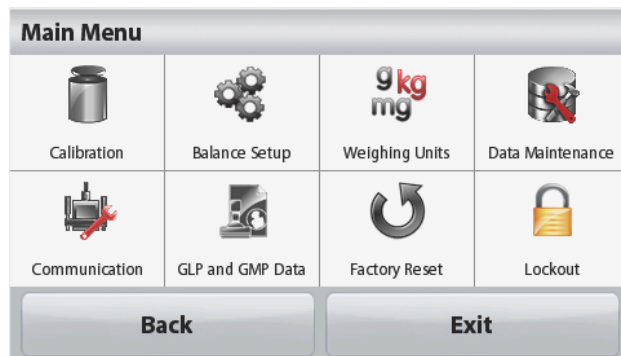 Main Menu
g kg
mg
Calibration Balance Setup Weighing Units Data Maintenance
Communication GLP and GMP Data Factory Reset Lockout
Back Exit